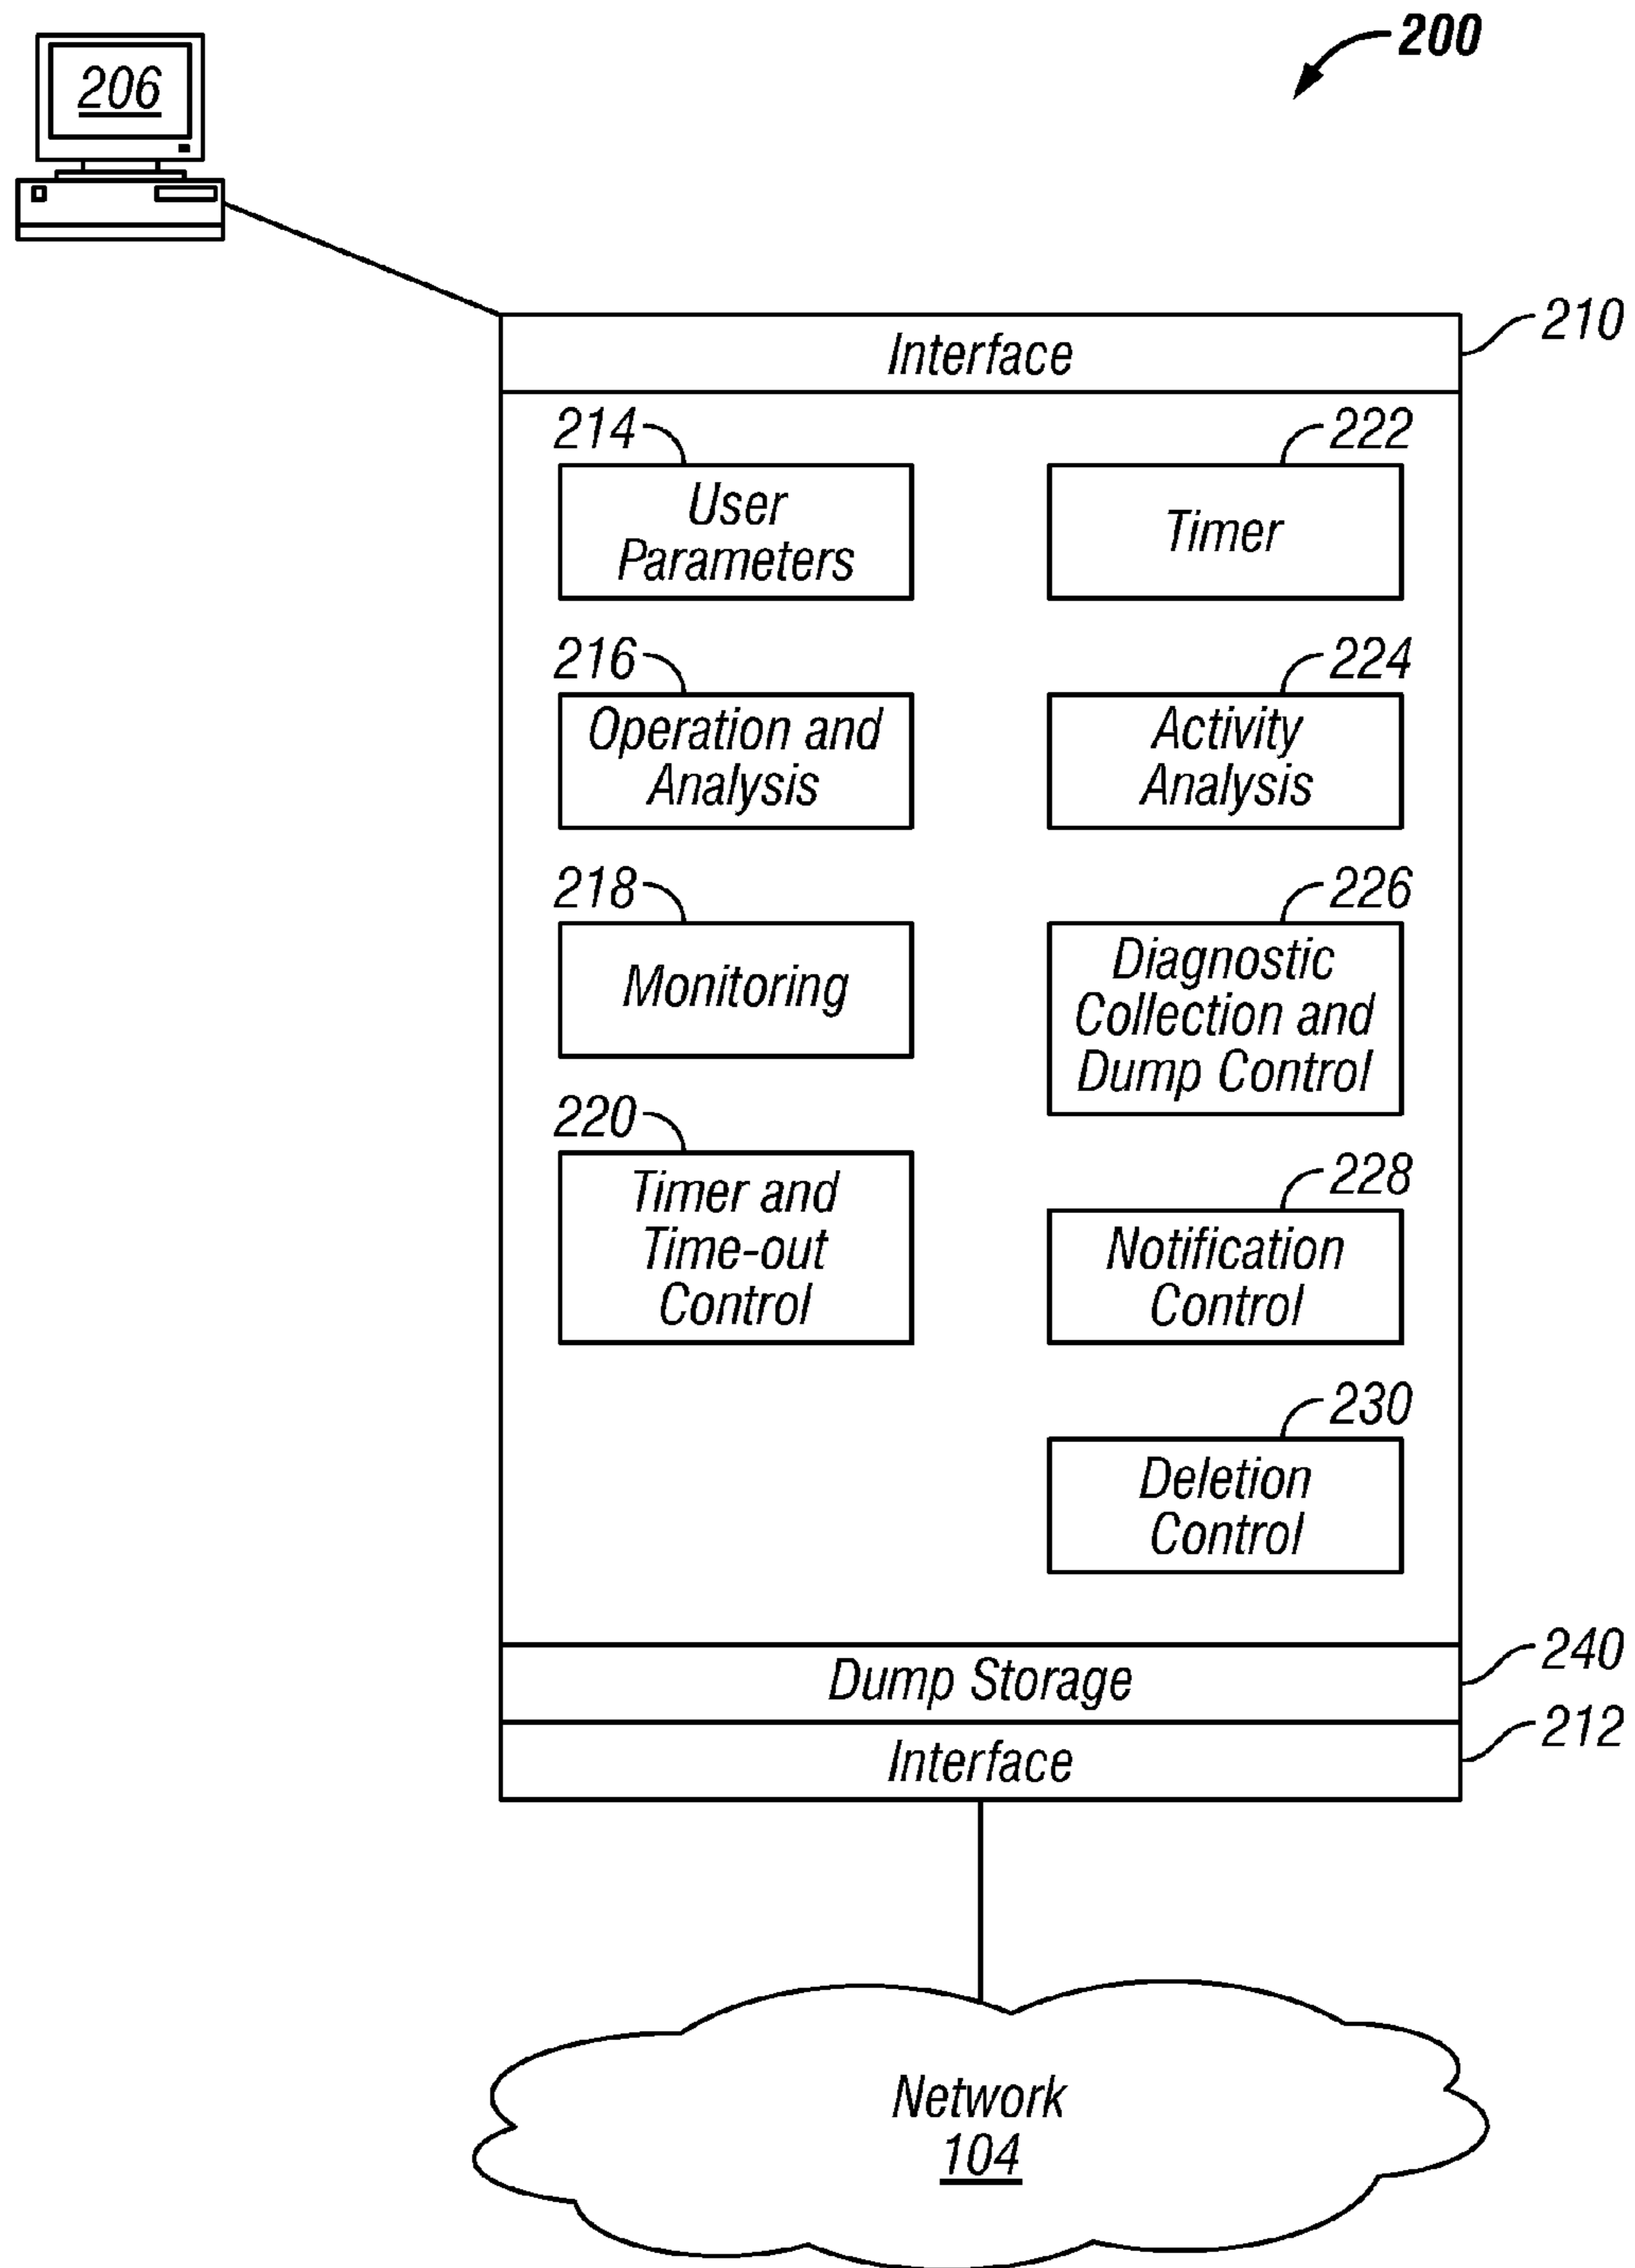 200
206
210
Interface
214
222
User
Parameters
Timer
216
224
Operation and
Analysis
Activity
Analysis
218
226
Monitoring
Diagnostic
Collection and
Dump Control
220
228
Timer and
Time-out
Control
Notification
Control
230
Deletion
Control
240
Dump Storage
212
Interface
Network
104